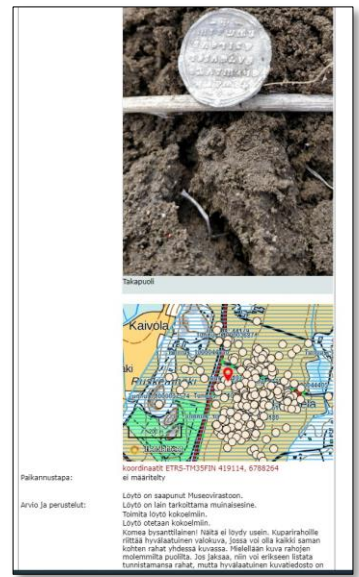 Takapuoli
Kaivola
koordinaatit ETRS-TM35FIN 419114, 6788264
Paikannustapa:
ei määritelty
Arvio ja perustelut:
Löytö on saapunut Museovirastoon.
Löytö on lain tarkoittama muinaisesine.
Toimita löytö kokoelmiin.
Löytö otetaan kokoelmiin.
Komea bysanttilainen! Näitä ei löydy usein. Kuparirahoille
riittää hyvälaatuinen valokuva, jossa voi olla kaikki saman
kohteen rahat yhdessä kuvassa. Mielellään kuva rahojen
molemmilta puolilta. Jos jaksaa, niin voi erikseen listata
tunnistamansa rahat, mutta hyvälaatuinen kuvatiedosto on